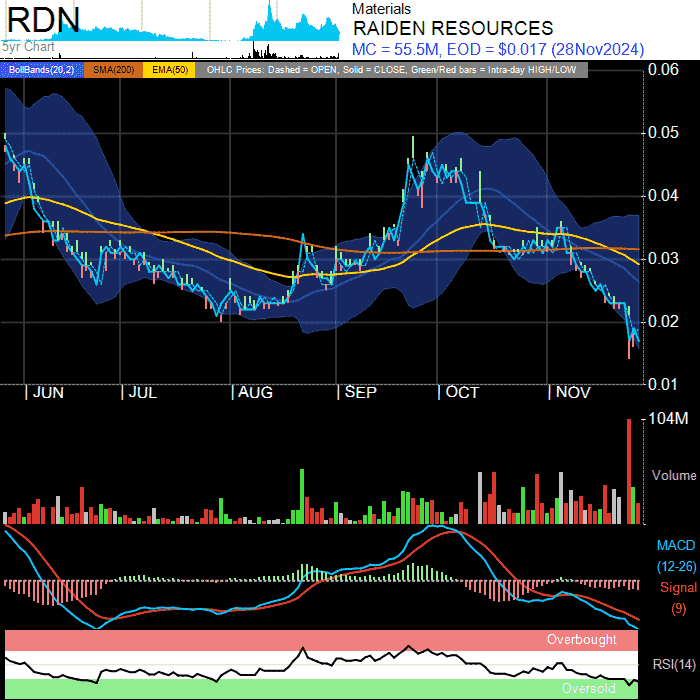 RDN
5yr Chart
Materials
RAIDEN RESOURCES
MC = 55.5M, EOD = $0.017 (28Nov2024)
BollBands(20,2) SMA(200) EMA(50) OHLC Prices: Dashed = OPEN, Solid = CLOSE, Green/Red bars = Intra-day HIGH/LOW
0.06
0.05
0.04
0.03
0.02
0.01
JUN JUL AUG SEP OCT NOV
104M
Volume
MACD
(12-26)
Signal
(9)
Overbought
RSI(14)
Oversold